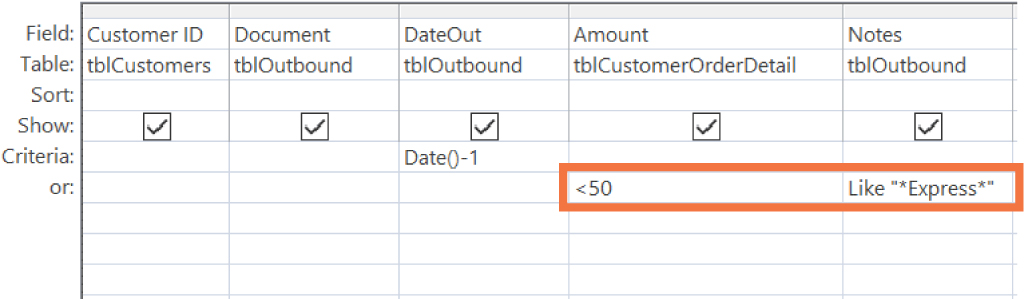 Field: Customer ID Document DateOut Amount Notes
Table: tblCustomers tblOutbound tblOutbound tblCustomerOrderDetail tblOutbound
Sort:
Show:
Criteria: Date()-1
or: <50 Like "*Express*"